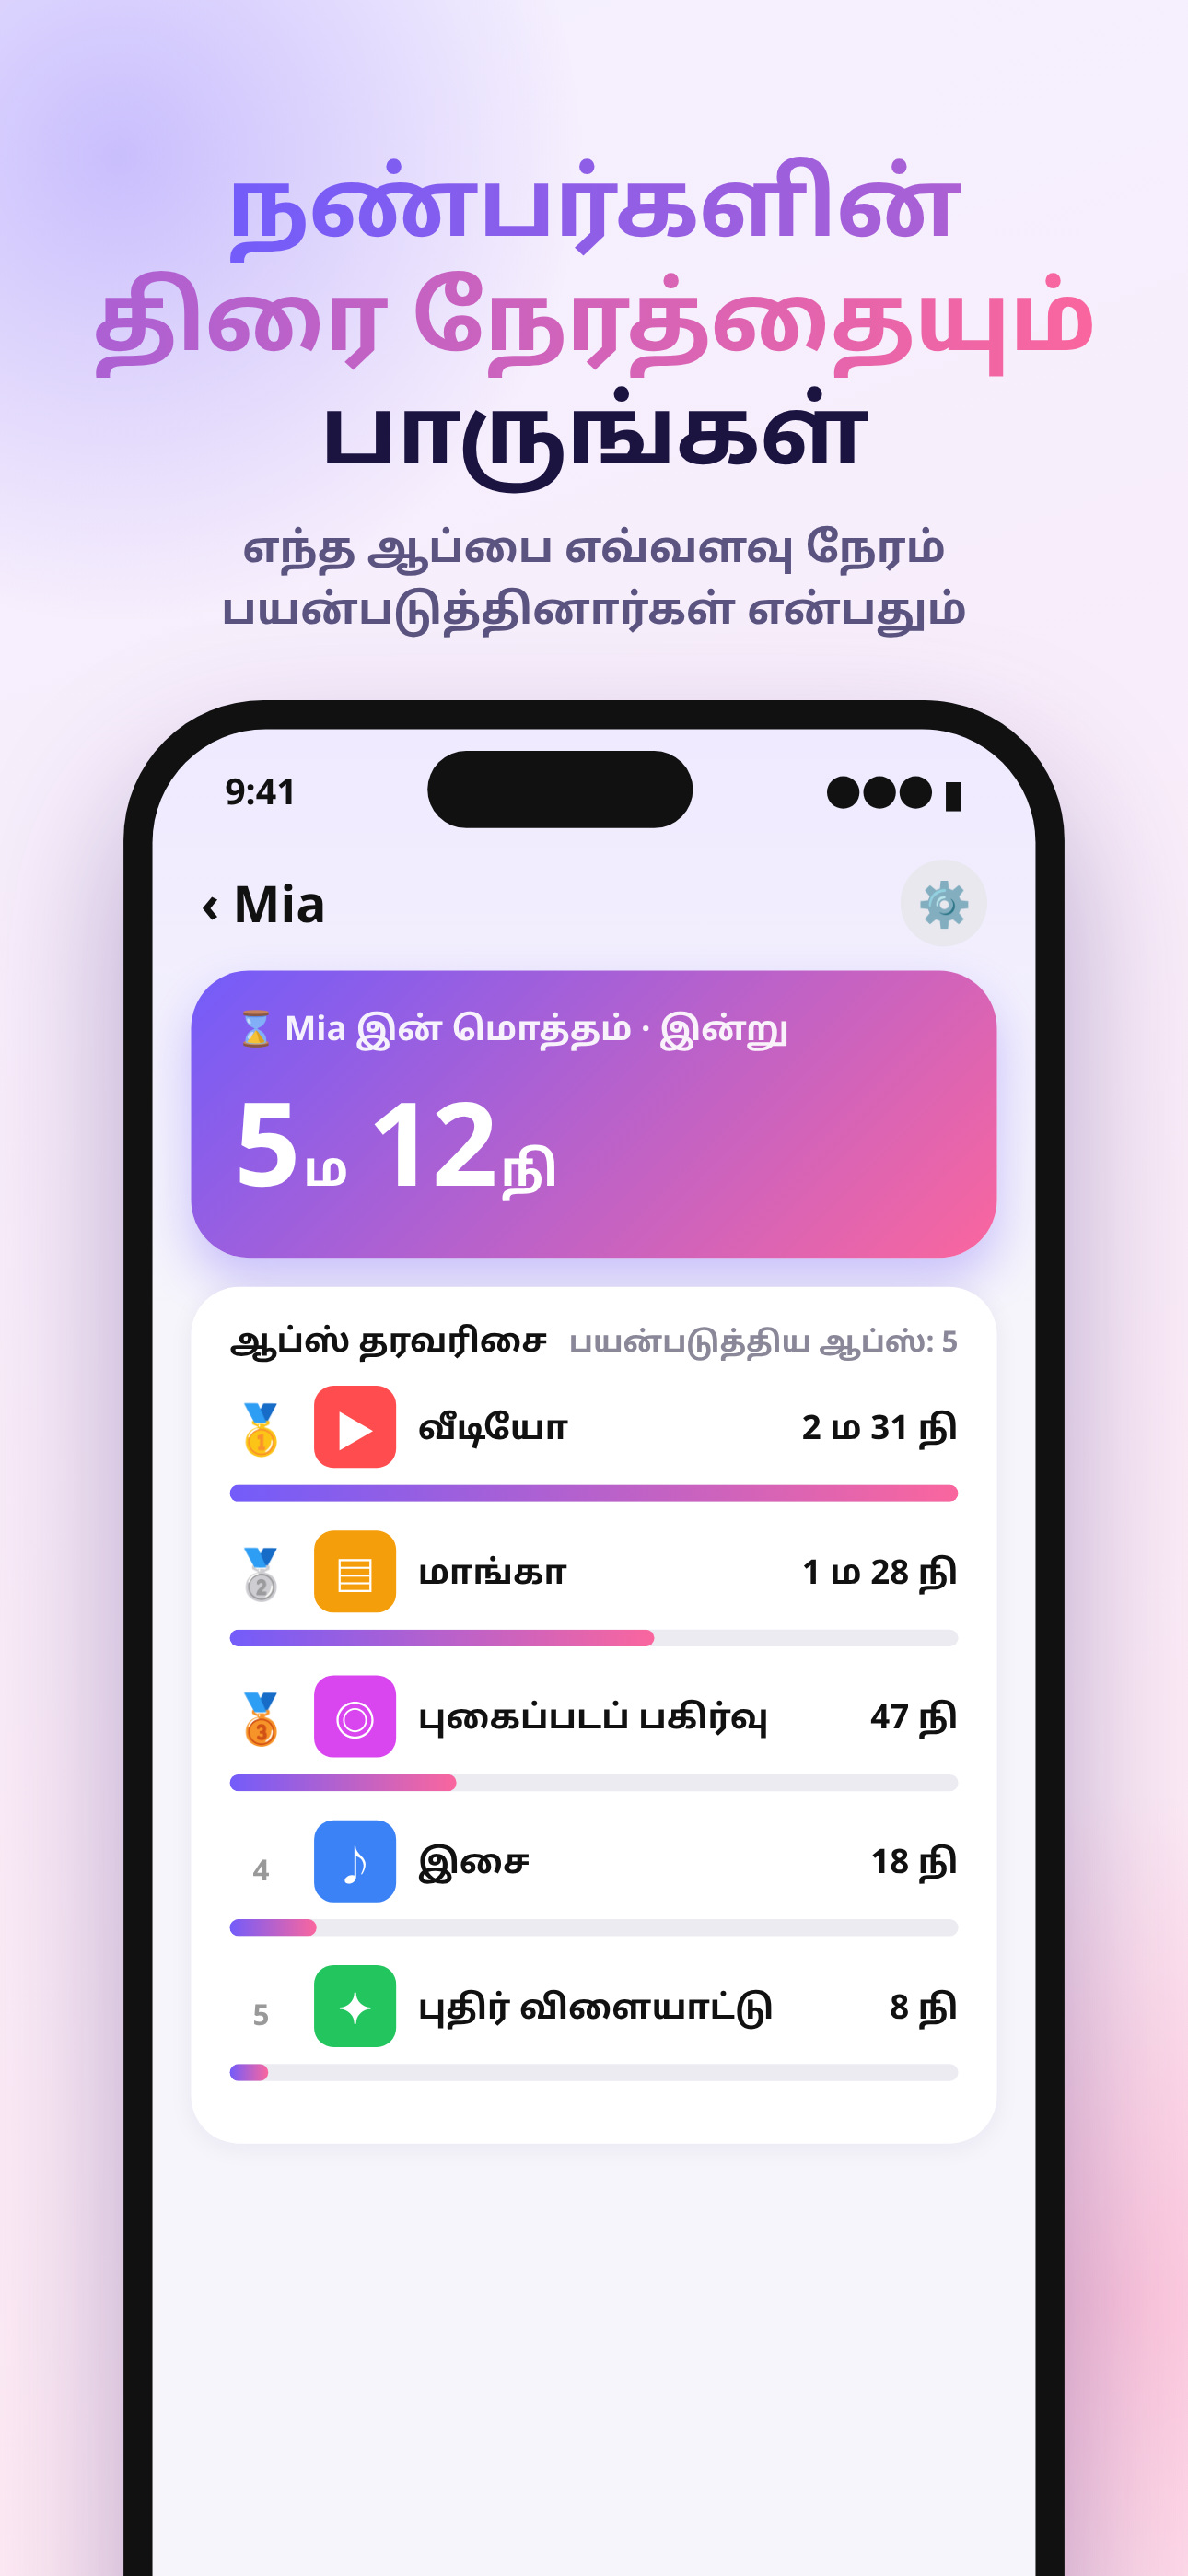 நண்பர்களின்
திரை நேரத்தையும்
பாருங்கள்
எந்த ஆப்பை எவ்வளவு நேரம்
பயன்படுத்தினார்கள் என்பதும்
9:41
‹ Mia
⌛ Mia இன் மொத்தம் · இன்று
5ம 12நி
ஆப்ஸ் தரவரிசை பயன்படுத்திய ஆப்ஸ்: 5
🥇 வீடியோ 2 ம 31 நி
🥈 மாங்கா 1 ம 28 நி
🥉 புகைப்படப் பகிர்வு 47 நி
4 இசை 18 நி
5 புதிர் விளையாட்டு 8 நி